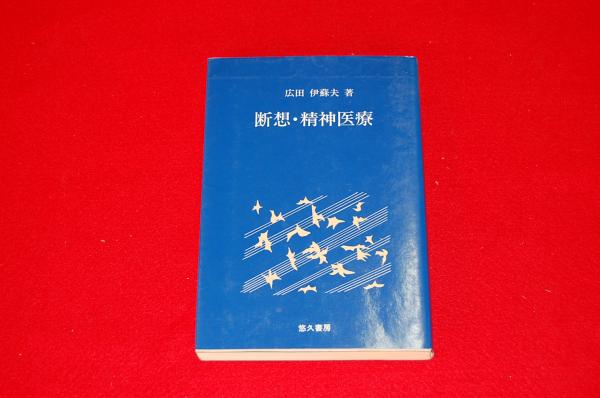 広田 伊蘇夫 著
断想・精神医療
悠久書房